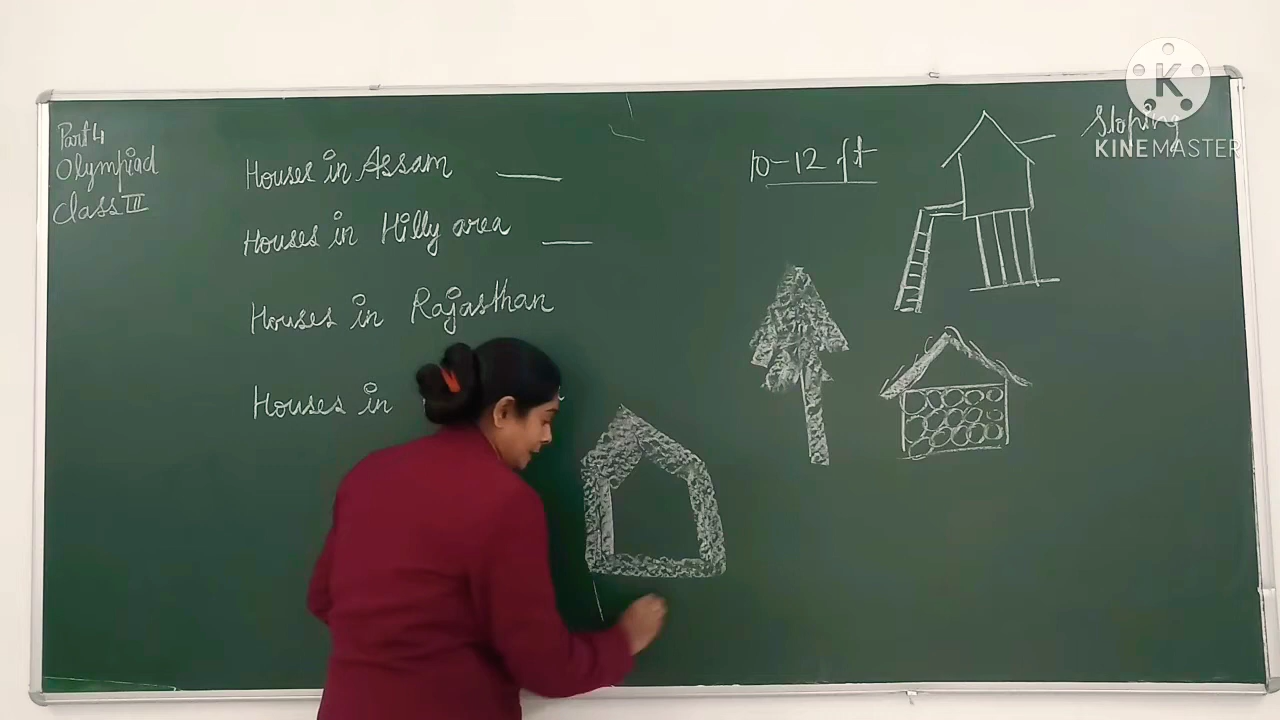 Part 4
Olympiad
Class III
Houses in Assam
Houses in Hilly area
Houses in Rajasthan
Houses in
10-12 ft
Sloping
K
KINEMASTER